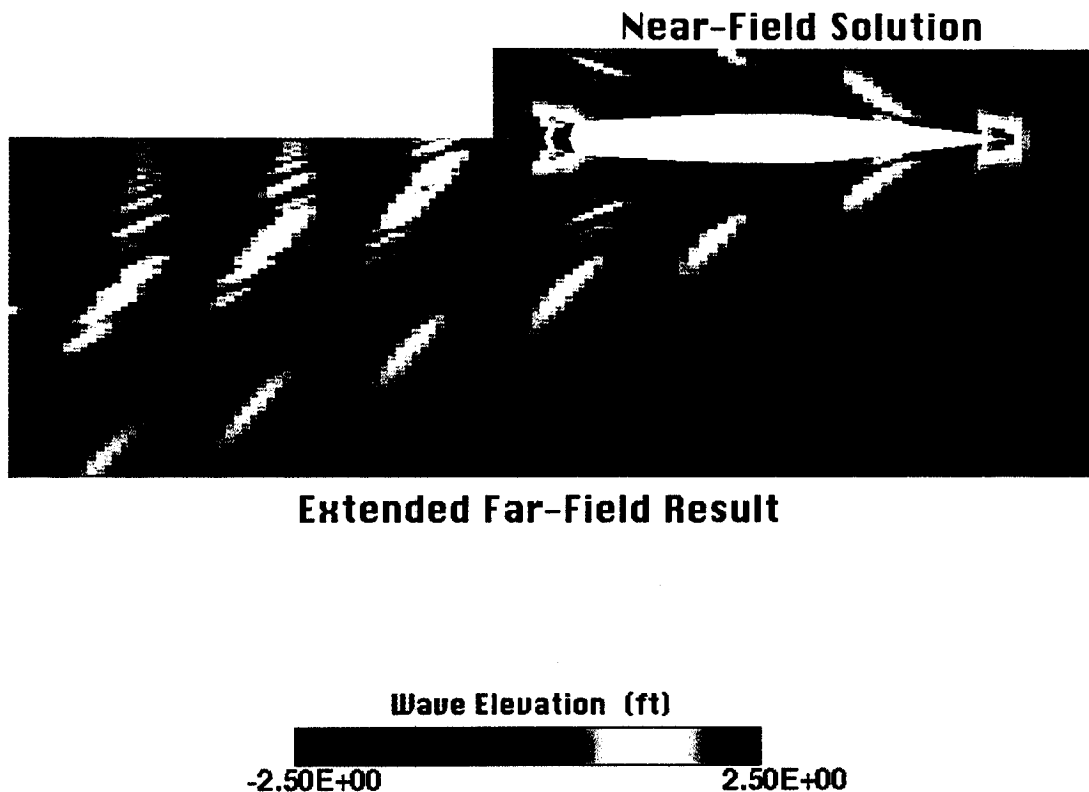 Near-Field Solution
Extended Far-Field Result
Wave Elevation (ft)
-2.50E+00 2.50E+00